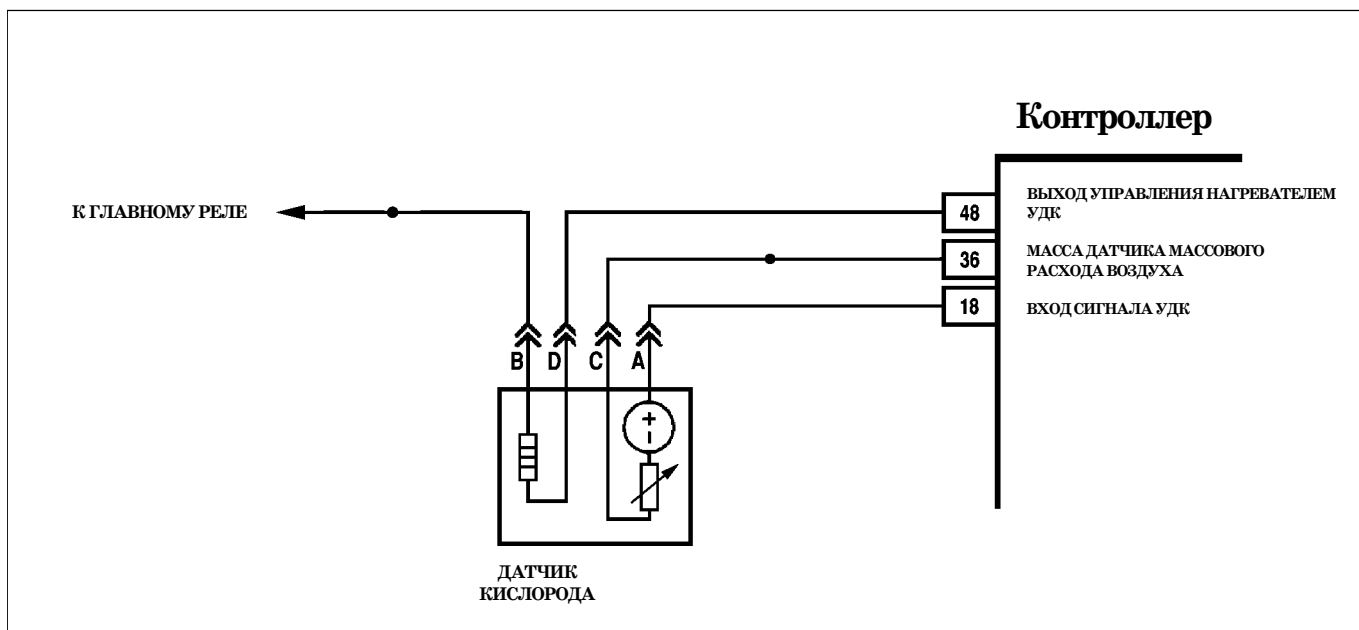 Контроллер
К ГЛАВНОМУ РЕЛЕ
48
ВЫХОД УПРАВЛЕНИЯ НАГРЕВАТЕЛЕМ
УДК
36
МАССА ДАТЧИКА МАССОВОГО
РАСХОДА ВОЗДУХА
18
ВХОД СИГНАЛА УДК
B D C A
+
-
ДАТЧИК
КИСЛОРОДА